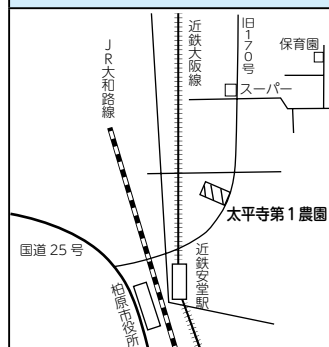 JR大和路線
近鉄大阪線
旧170号
保育園
スーパー
太平寺第1農園
国道25号
近鉄安堂駅
柏原市役所